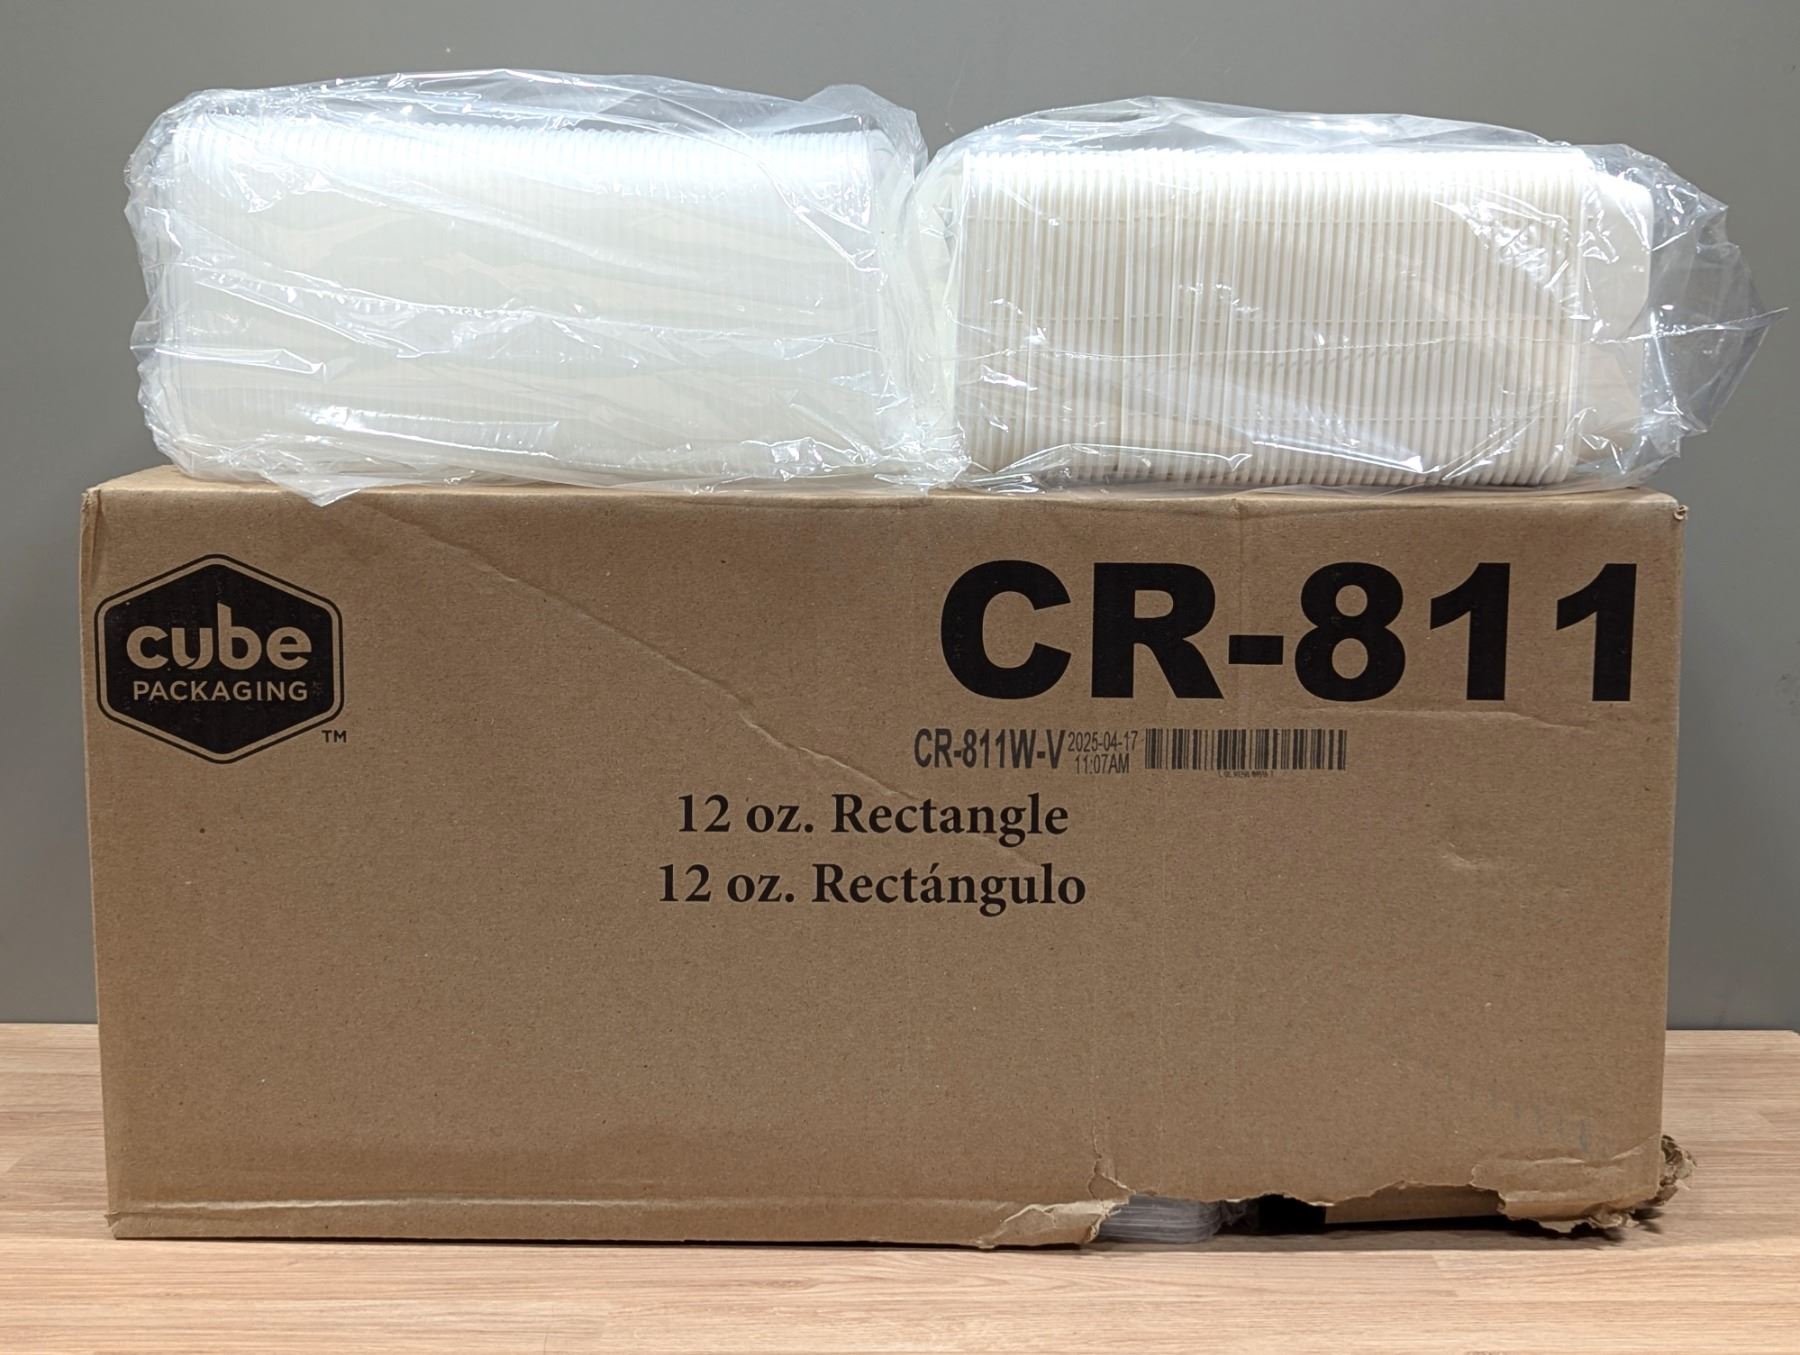 cube
PACKAGING
TM
CR-811
CR-811W-V 2025-04-17
11:07AM
12 oz. Rectangle
12 oz. Rectángulo